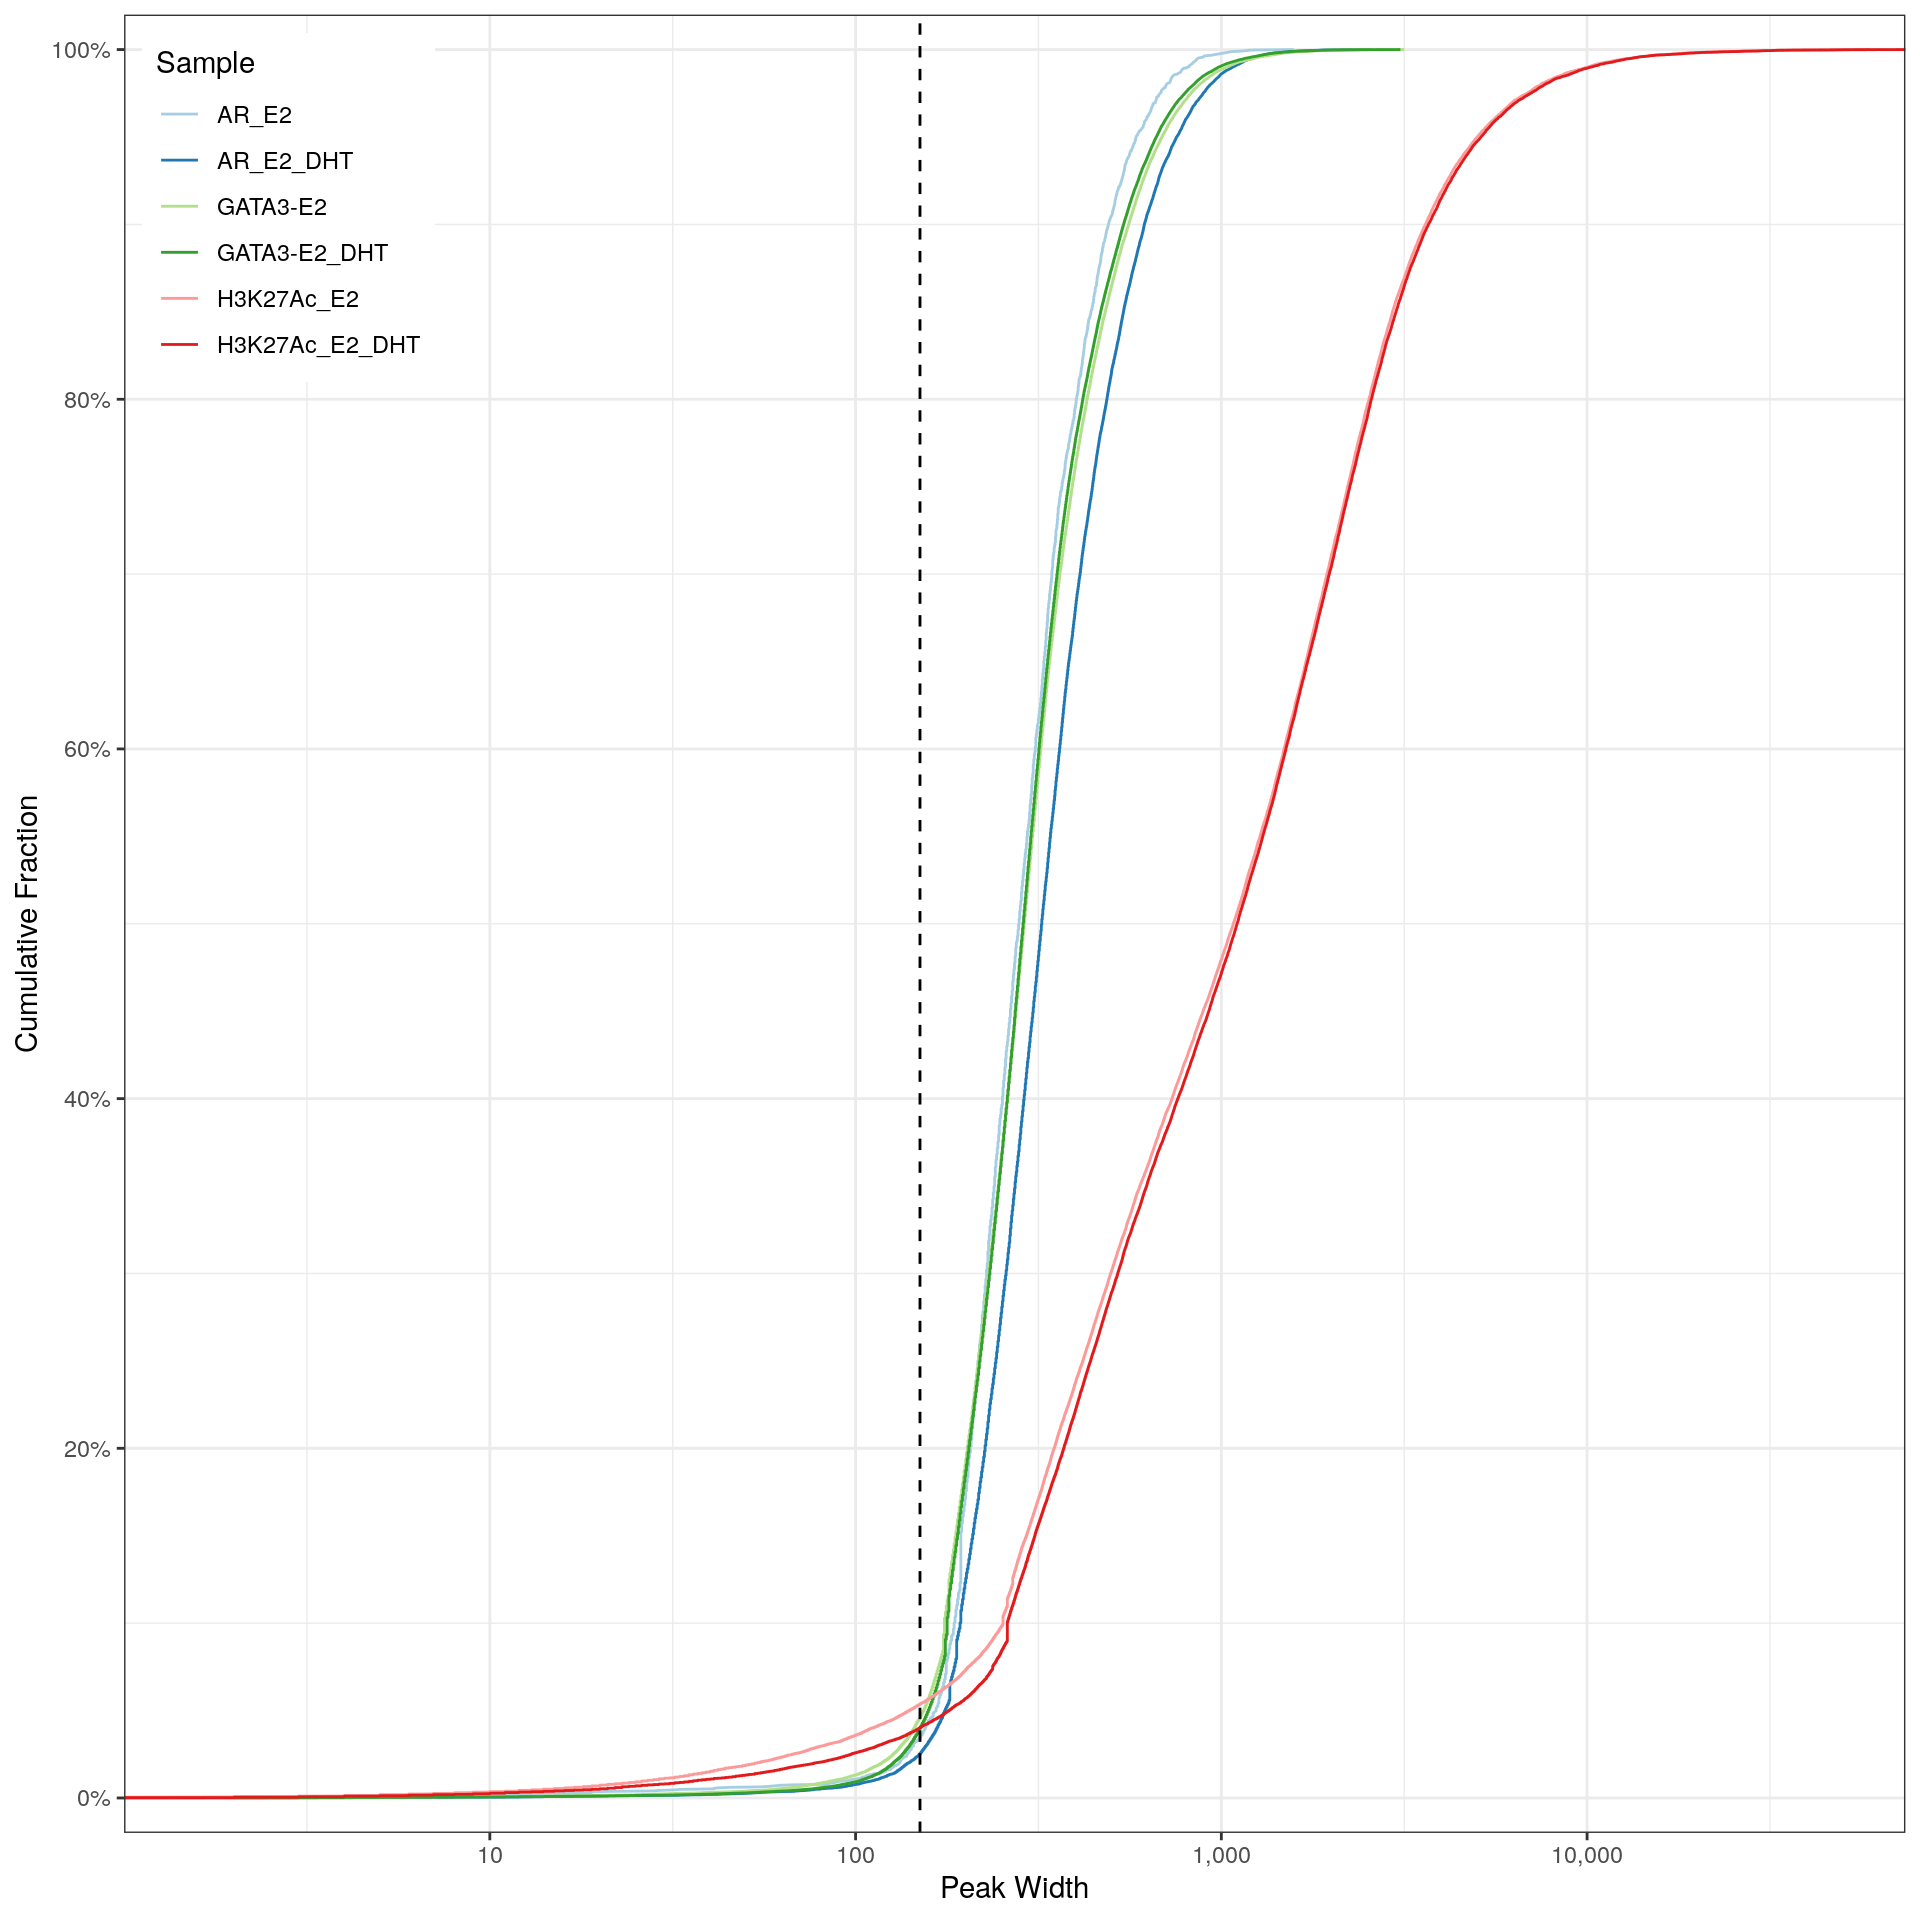 Sample
AR_E2
AR_E2_DHT
GATA3-E2
GATA3-E2_DHT
H3K27Ac_E2
H3K27Ac_E2_DHT
100%
80%
60%
40%
20%
0%
Cumulative Fraction
10
100
1,000
10,000
Peak Width